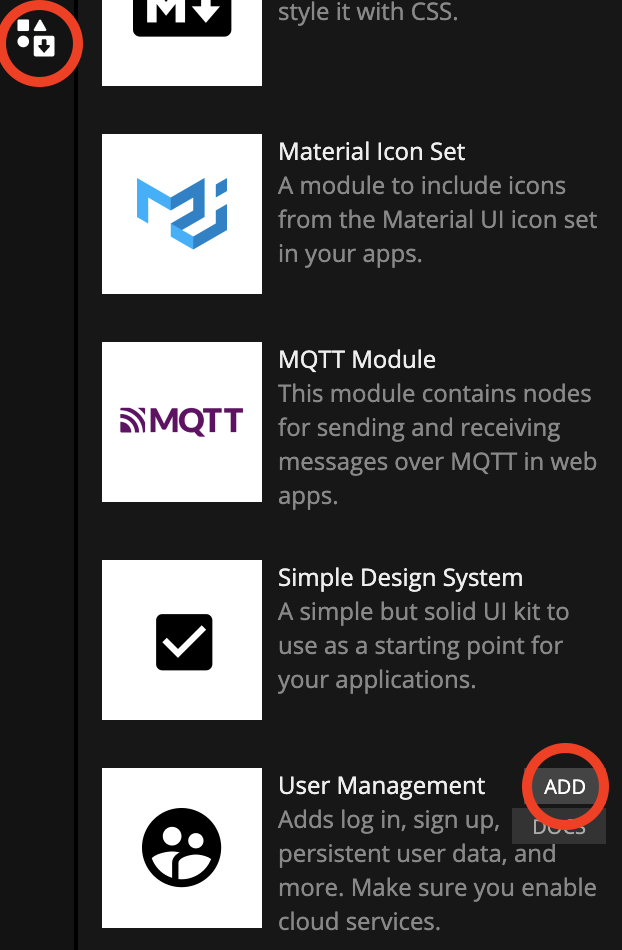 style it with CSS.
Material Icon Set
A module to include icons
from the Material UI icon set
in your apps.
MQTT
MQTT Module
This module contains nodes
for sending and receiving
messages over MQTT in web
apps.
Simple Design System
A simple but solid UI kit to
use as a starting point for
your applications.
User Management
ADD
Adds log in, sign up,
DOCS
persistent user data, and
more. Make sure you enable
cloud services.